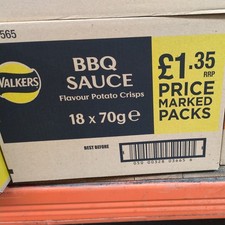 565
WALKERS
BBQ
SAUCE
Flavour Potato Crisps
18 x 70g e
£1.35
RRP
PRICE
MARKED
PACKS
BEST BEFORE